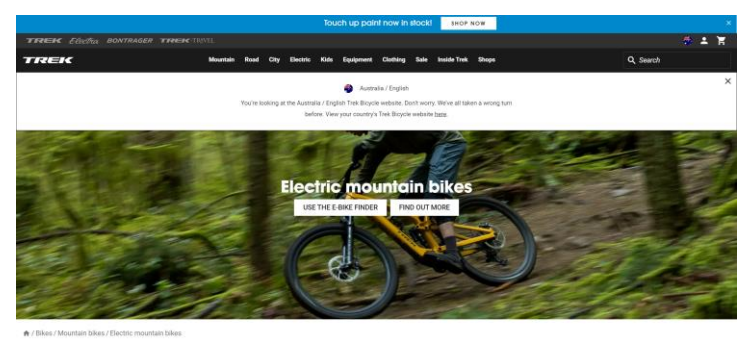 Touch up paint now in stock! SHOP NOW ×
TREK Electra BONTRAGER TREK TRAVEL
TREK Mountain Road City Electric Kids Equipment Clothing Sale Inside Trek Shops Search
Australia / English
You're looking at the Australia / English Trek Bicycle website. Don't worry. We've all taken a wrong turn
before. View your country's Trek Bicycle website here.
Electric mountain bikes
USE THE E-BIKE FINDER FIND OUT MORE
/ Bikes / Mountain bikes / Electric mountain bikes